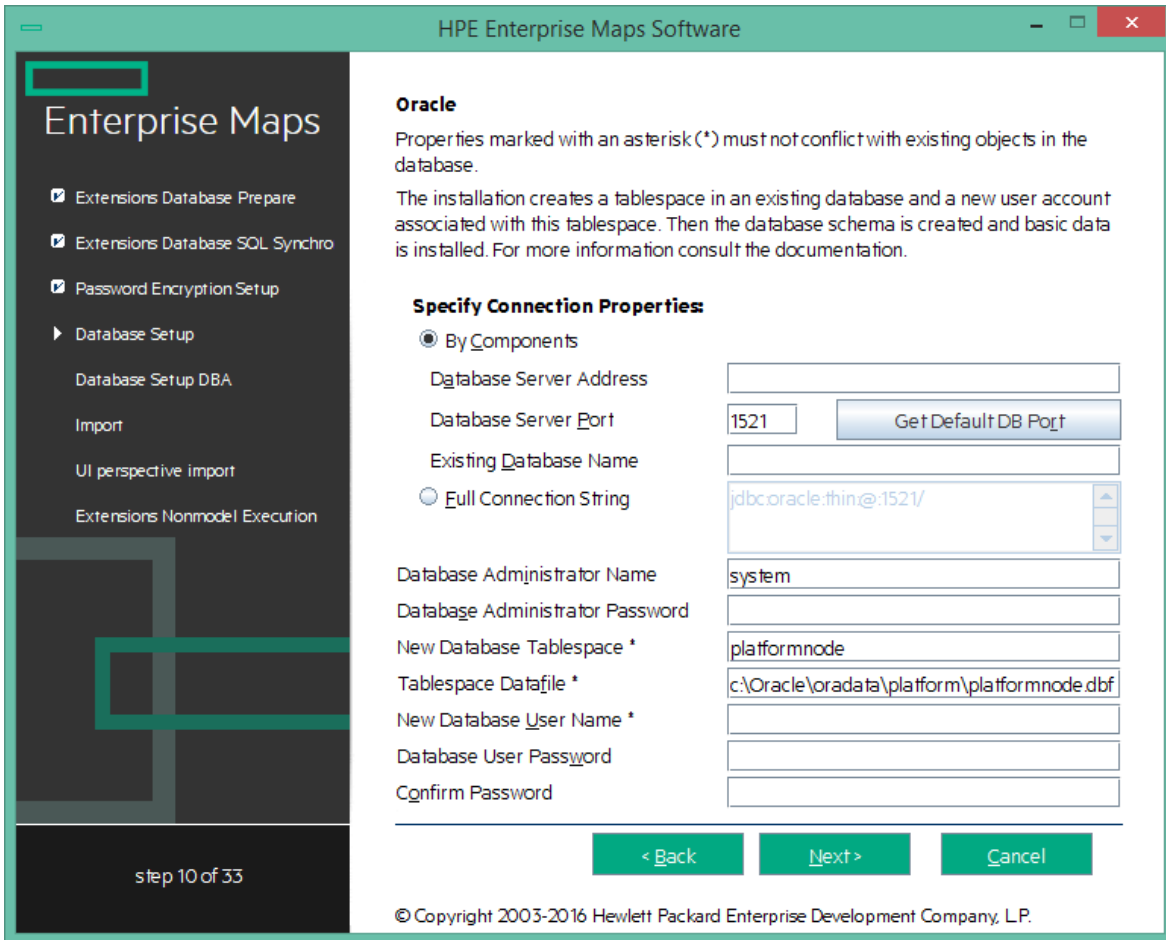 HPE Enterprise Maps Software
Enterprise Maps
Extensions Database Prepare
Extensions Database SQL Synchro
Password Encryption Setup
Database Setup
Database Setup DBA
Import
UI perspective import
Extensions Nonmodel Execution
step 10 of 33
Oracle
Properties marked with an asterisk (*) must not conflict with existing objects in the
database.
The installation creates a tablespace in an existing database and a new user account
associated with this tablespace. Then the database schema is created and basic data
is installed. For more information consult the documentation.
Specify Connection Properties:
By Components
Database Server Address
Database Server Port 1521 Get Default DB Port
Existing Database Name
Full Connection String jdbc:oracle:thin:@:1521/
Database Administrator Name system
Database Administrator Password
New Database Tablespace * platformnode
Tablespace Datafile * c:\Oracle\oradata\platform\platformnode.dbf
New Database User Name *
Database User Password
Confirm Password
< Back Next > Cancel
© Copyright 2003-2016 Hewlett Packard Enterprise Development Company, L.P.